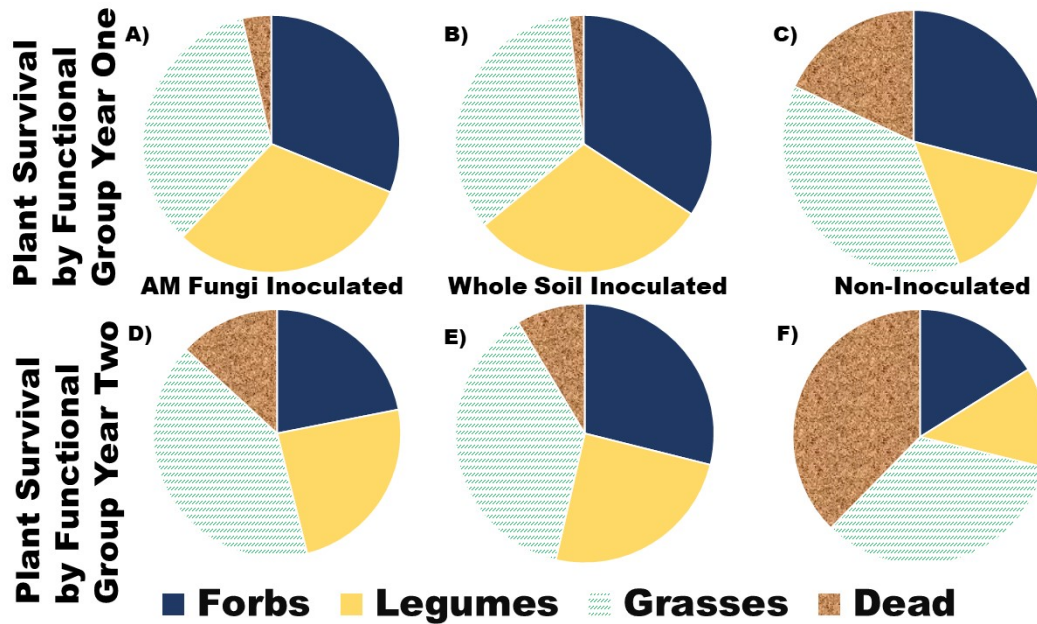 Plant Survival
by Functional
Group Year One
A)
B)
C)
AM Fungi Inoculated
Whole Soil Inoculated
Non-Inoculated
Plant Survival
by Functional
Group Year Two
D)
E)
F)
Forbs
Legumes
Grasses
Dead